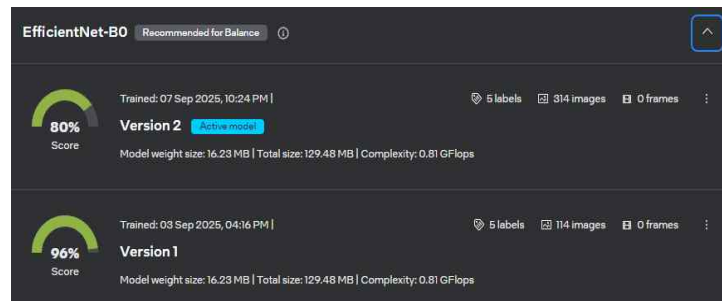 EfficientNet-B0 Recommended for Balance
Trained: 07 Sep 2025, 10:24 PM | 5 labels 314 images 0 frames
80%
Score
Version 2 Active model
Model weight size: 16.23 MB | Total size: 129.48 MB | Complexity: 0.81 GFlops
Trained: 03 Sep 2025, 04:16 PM | 5 labels 114 images 0 frames
96%
Score
Version 1
Model weight size: 16.23 MB | Total size: 129.48 MB | Complexity: 0.81 GFlops